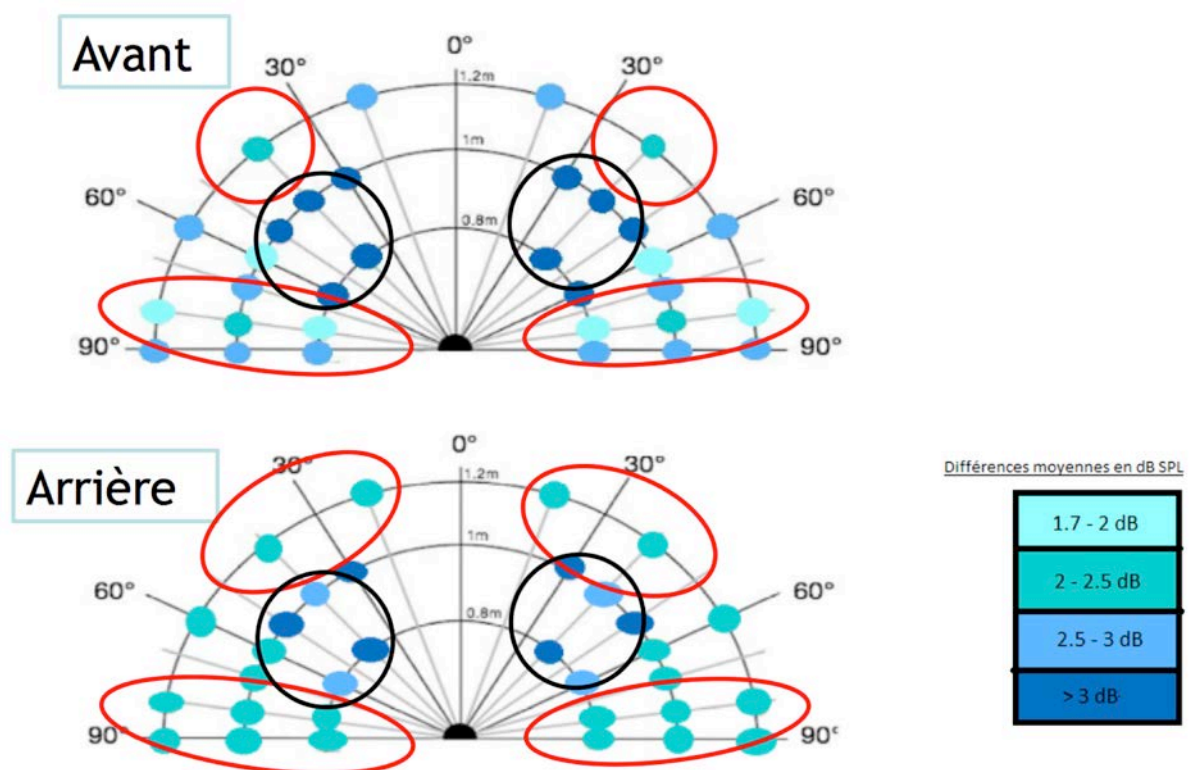 Avant
0°
30°
30°
1.2m
1m
60°
60°
0.8m
90°
90°
Arrière
0°
30°
30°
1.2m
Différences moyennes en dB SPL
1m
1.7 - 2 dB
60°
60°
2 - 2.5 dB
0.8m
2.5 - 3 dB
> 3 dB
90°
90°